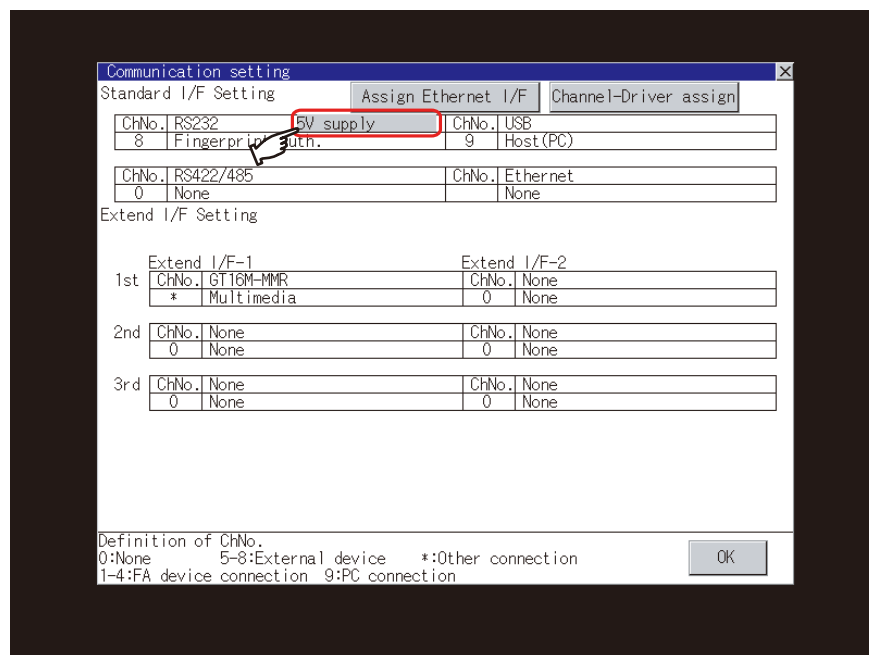 Communication setting
Standard I/F Setting Assign Ethernet I/F Channel-Driver assign
ChNo. RS232 5V supply ChNo. USB
8 Fingerprint Auth. 9 Host(PC)
ChNo. RS422/485 ChNo. Ethernet
0 None None
Extend I/F Setting
Extend I/F-1 Extend I/F-2
1st ChNo. GT16M-MMR ChNo. None
* Multimedia 0 None
2nd ChNo. None ChNo. None
0 None 0 None
3rd ChNo. None ChNo. None
0 None 0 None
Definition of ChNo.
0:None 5-8:External device *:Other connection OK
1-4:FA device connection 9:PC connection